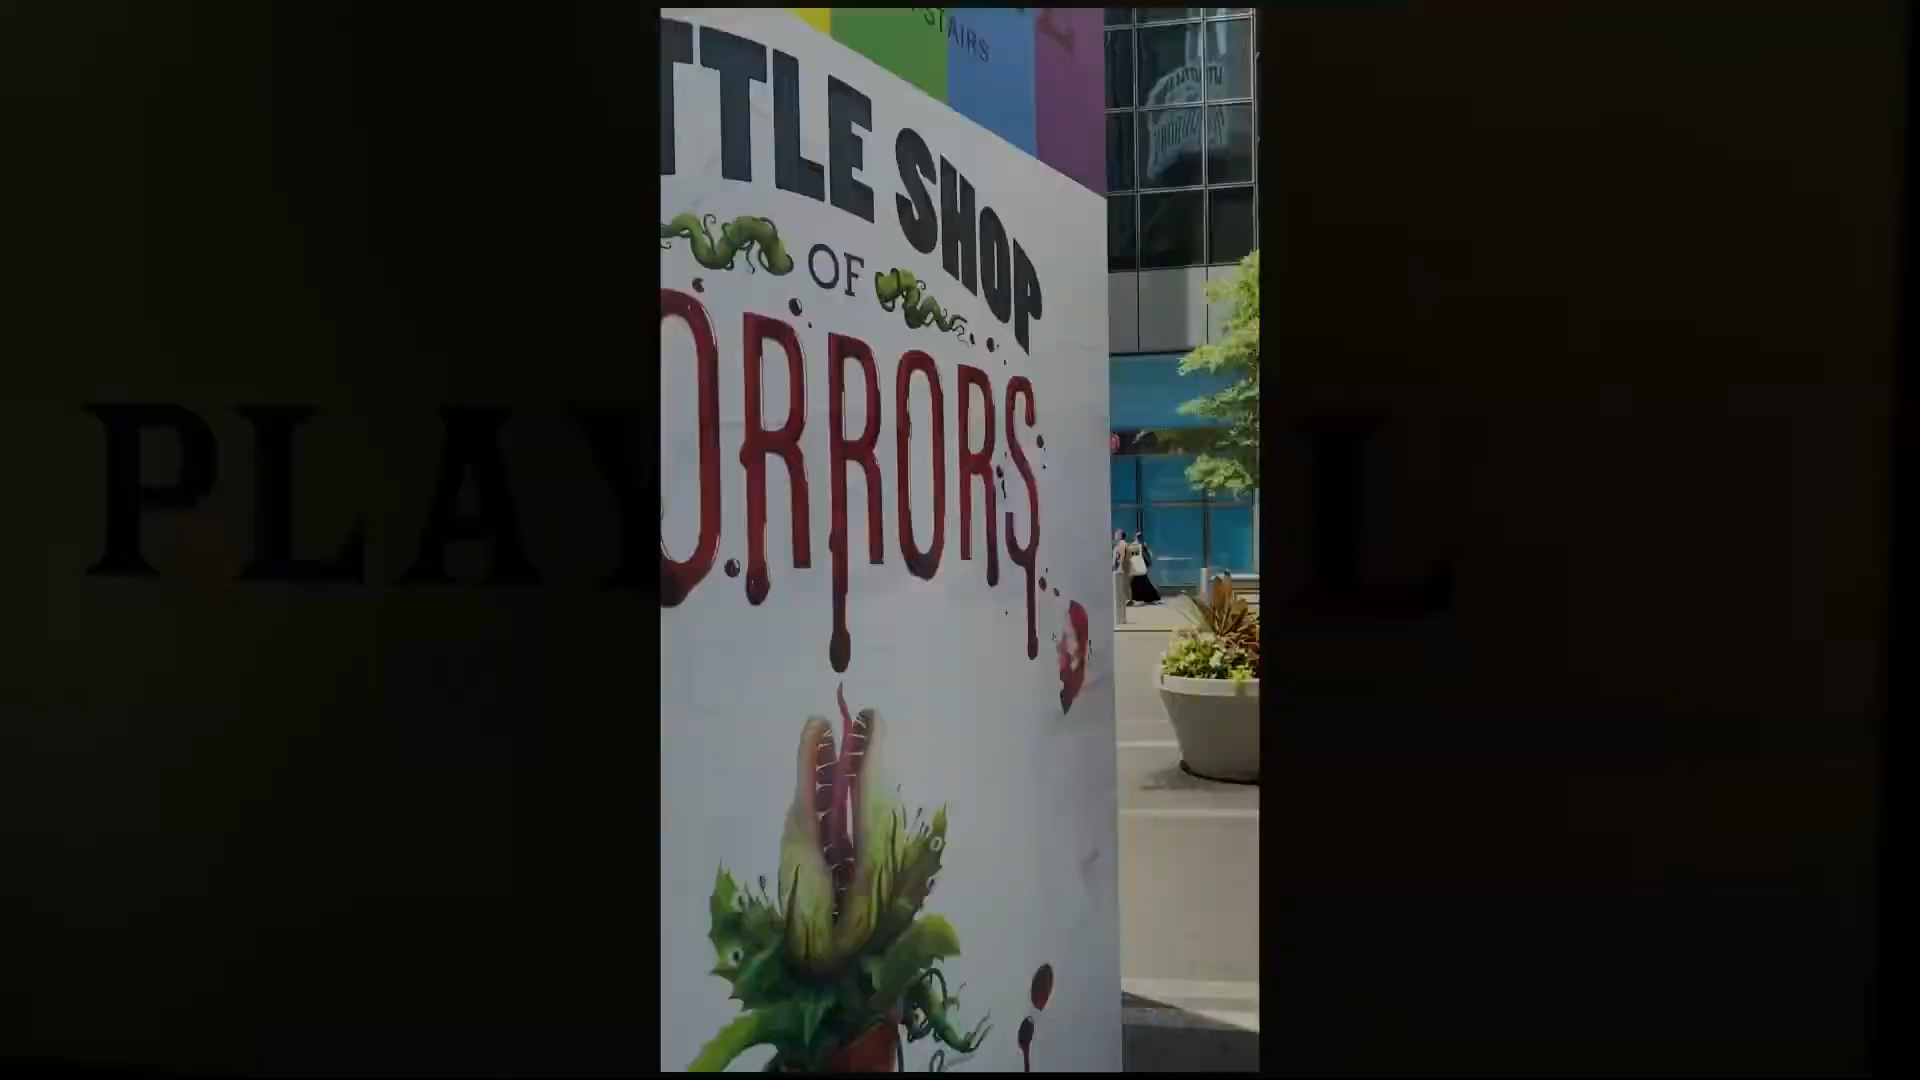 STAIRS
TTLE SHOP
OF
ORRORS
PLAY L